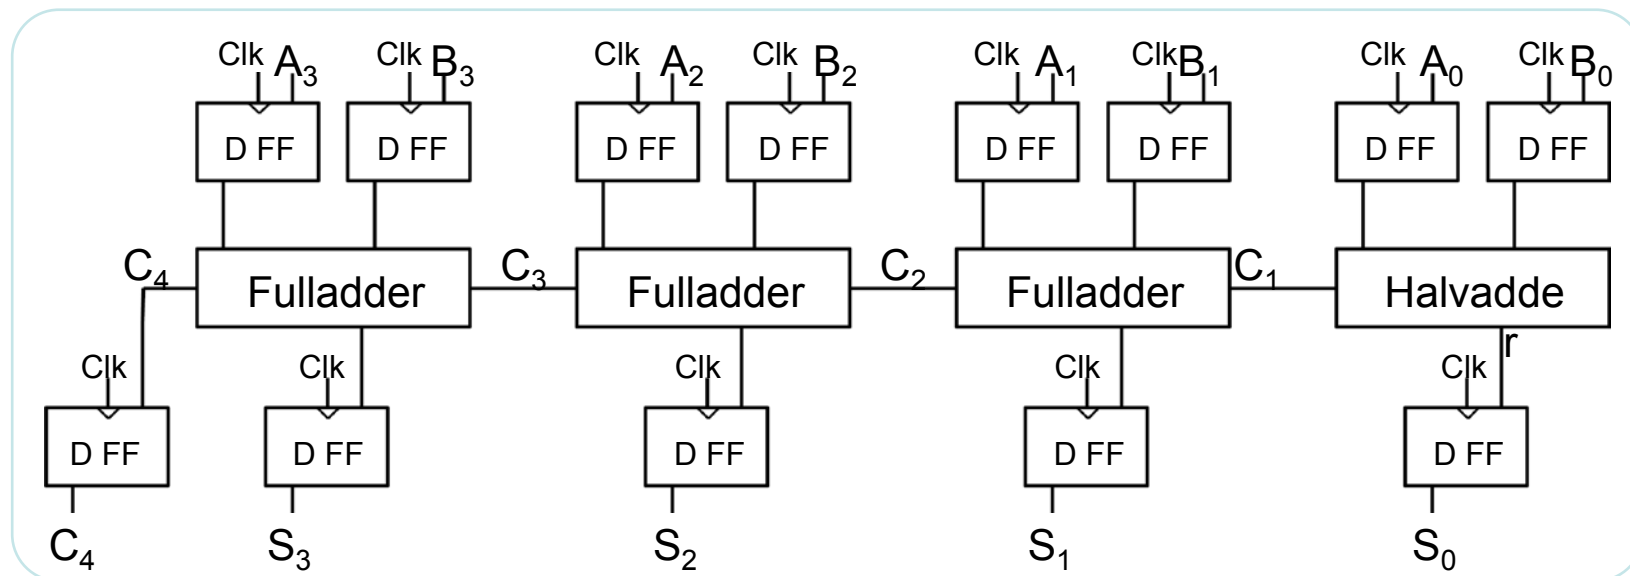 Clk A₃ Clk B₃ Clk A₂ Clk B₂ Clk A₁ Clk B₁ Clk A₀ Clk B₀
D FF D FF D FF D FF D FF D FF D FF D FF
C₄ Fulladder C₃ Fulladder C₂ Fulladder C₁ Halvadde
r
Clk Clk Clk Clk Clk
D FF D FF D FF D FF D FF
C₄ S₃ S₂ S₁ S₀